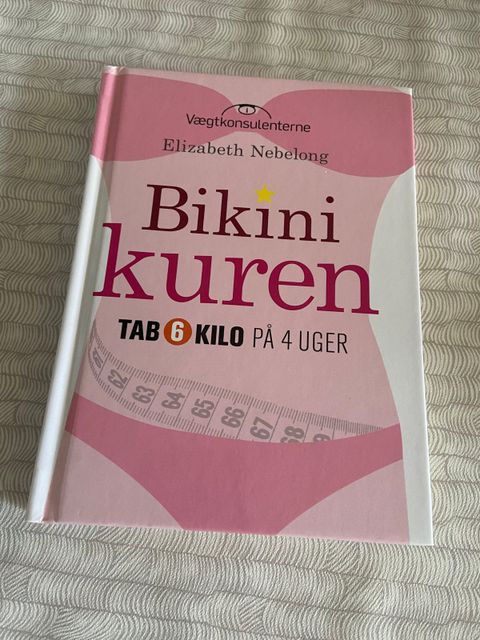 Vægtkonsulenterne
Elizabeth Nebelong
Bikini
kuren
TAB 6 KILO PÅ 4 UGER
62 63 64 65 66 67 68